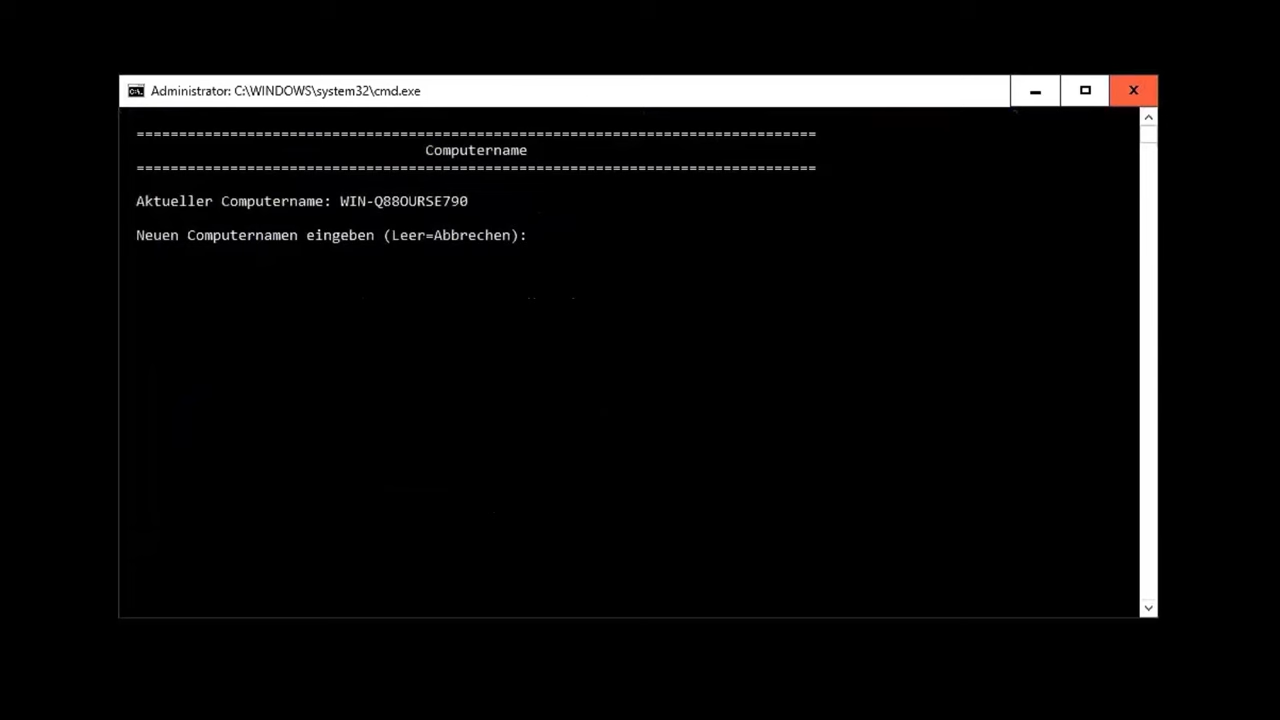 Administrator: C:\WINDOWS\system32\cmd.exe
================================================================================
Computername
================================================================================
Aktueller Computername: WIN-Q88OURSE790
Neuen Computernamen eingeben (Leer=Abbrechen):